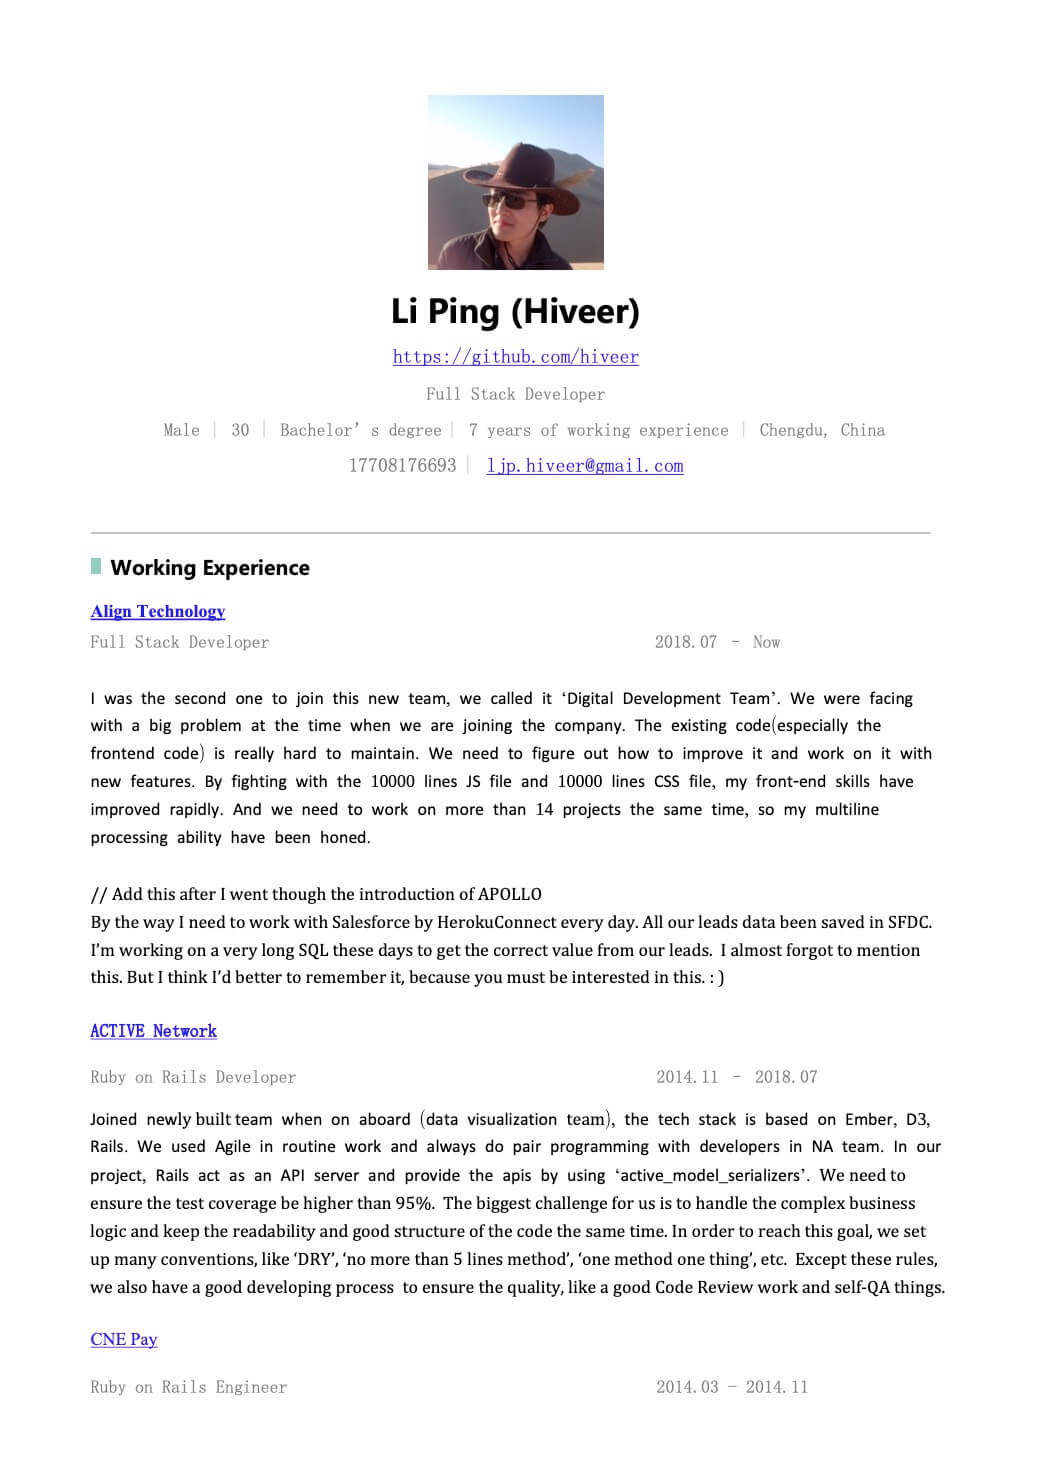 Li Ping (Hiveer)
https://github.com/hiveer
Full Stack Developer
Male | 30 | Bachelor’s degree | 7 years of working experience | Chengdu, China
17708176693 | ljp.hiveer@gmail.com
Working Experience
Align Technology
Full Stack Developer 2018.07 – Now
I was the second one to join this new team, we called it ‘Digital Development Team’. We were facing
with a big problem at the time when we are joining the company. The existing code(especially the
frontend code) is really hard to maintain. We need to figure out how to improve it and work on it with
new features. By fighting with the 10000 lines JS file and 10000 lines CSS file, my front-end skills have
improved rapidly. And we need to work on more than 14 projects the same time, so my multiline
processing ability have been honed.
// Add this after I went though the introduction of APOLLO
By the way I need to work with Salesforce by HerokuConnect every day. All our leads data been saved in SFDC.
I’m working on a very long SQL these days to get the correct value from our leads. I almost forgot to mention
this. But I think I’d better to remember it, because you must be interested in this. : )
ACTIVE Network
Ruby on Rails Developer 2014.11 – 2018.07
Joined newly built team when on aboard (data visualization team), the tech stack is based on Ember, D3,
Rails. We used Agile in routine work and always do pair programming with developers in NA team. In our
project, Rails act as an API server and provide the apis by using ‘active_model_serializers’. We need to
ensure the test coverage be higher than 95%. The biggest challenge for us is to handle the complex business
logic and keep the readability and good structure of the code the same time. In order to reach this goal, we set
up many conventions, like ‘DRY’, ‘no more than 5 lines method’, ‘one method one thing’, etc. Except these rules,
we also have a good developing process to ensure the quality, like a good Code Review work and self-QA things.
CNE Pay
Ruby on Rails Engineer 2014.03 – 2014.11